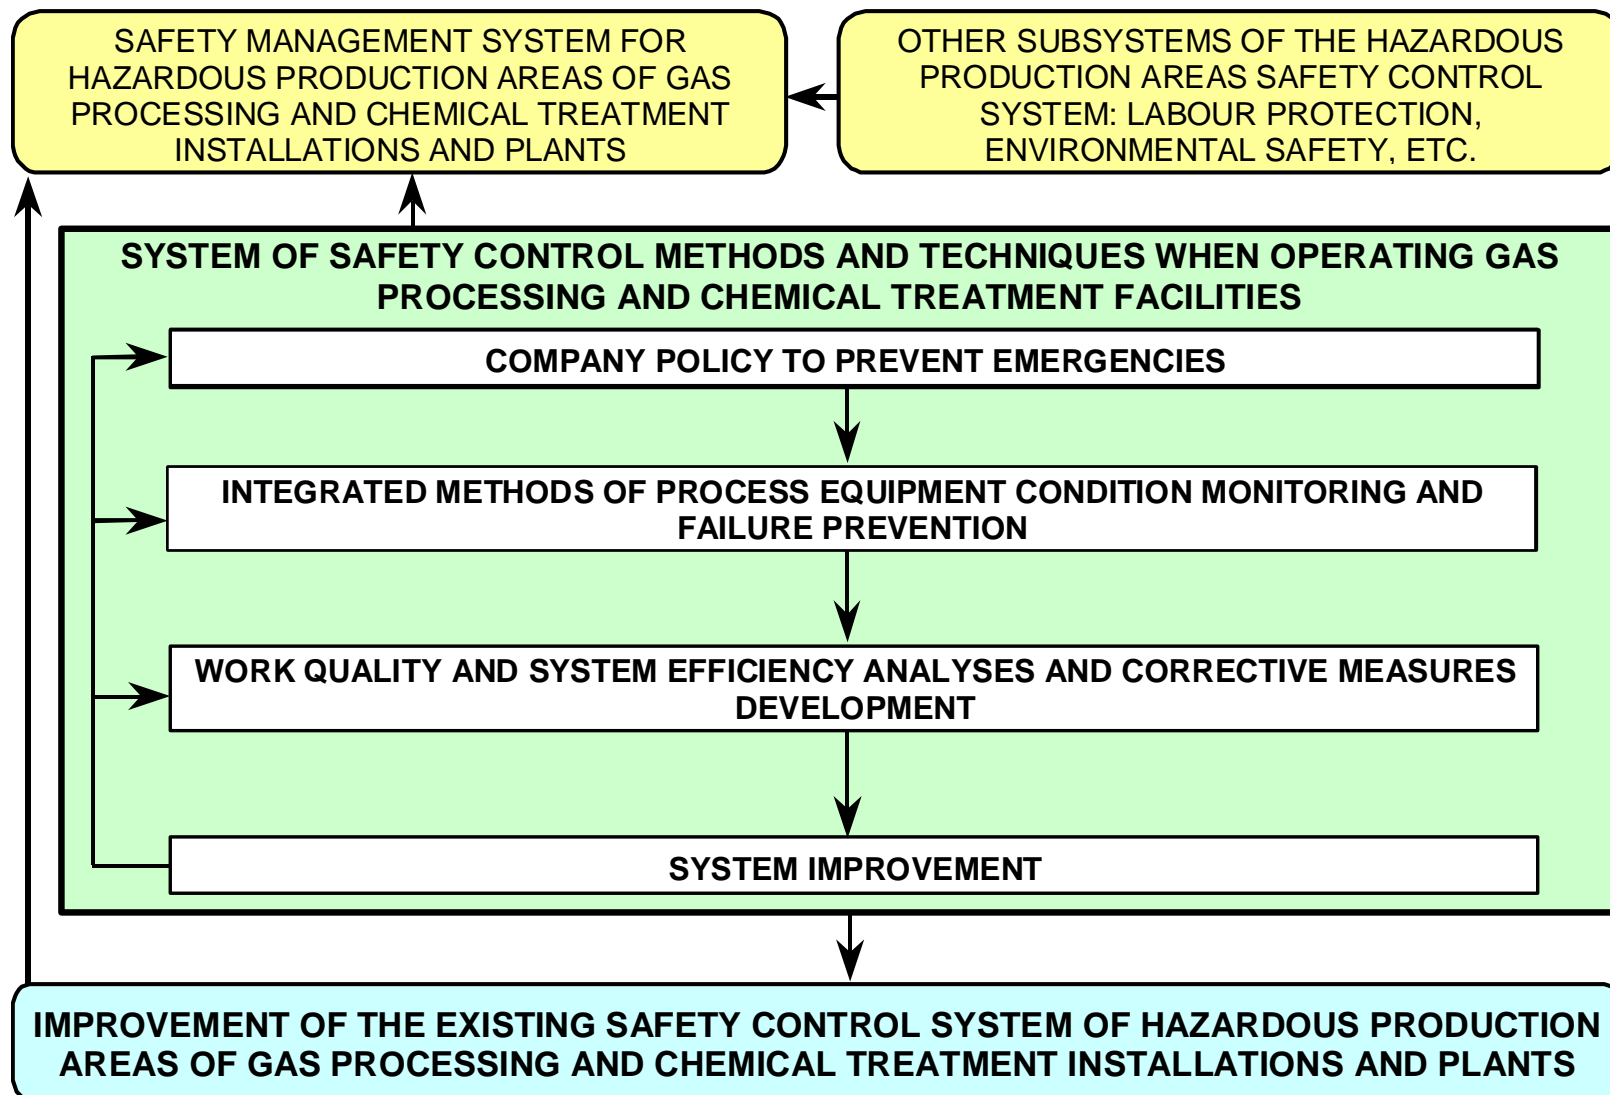 SAFETY MANAGEMENT SYSTEM FOR
HAZARDOUS PRODUCTION AREAS OF GAS
PROCESSING AND CHEMICAL TREATMENT
INSTALLATIONS AND PLANTS
OTHER SUBSYSTEMS OF THE HAZARDOUS
PRODUCTION AREAS SAFETY CONTROL
SYSTEM: LABOUR PROTECTION,
ENVIRONMENTAL SAFETY, ETC.
SYSTEM OF SAFETY CONTROL METHODS AND TECHNIQUES WHEN OPERATING GAS
PROCESSING AND CHEMICAL TREATMENT FACILITIES
COMPANY POLICY TO PREVENT EMERGENCIES
INTEGRATED METHODS OF PROCESS EQUIPMENT CONDITION MONITORING AND
FAILURE PREVENTION
WORK QUALITY AND SYSTEM EFFICIENCY ANALYSES AND CORRECTIVE MEASURES
DEVELOPMENT
SYSTEM IMPROVEMENT
IMPROVEMENT OF THE EXISTING SAFETY CONTROL SYSTEM OF HAZARDOUS PRODUCTION
AREAS OF GAS PROCESSING AND CHEMICAL TREATMENT INSTALLATIONS AND PLANTS